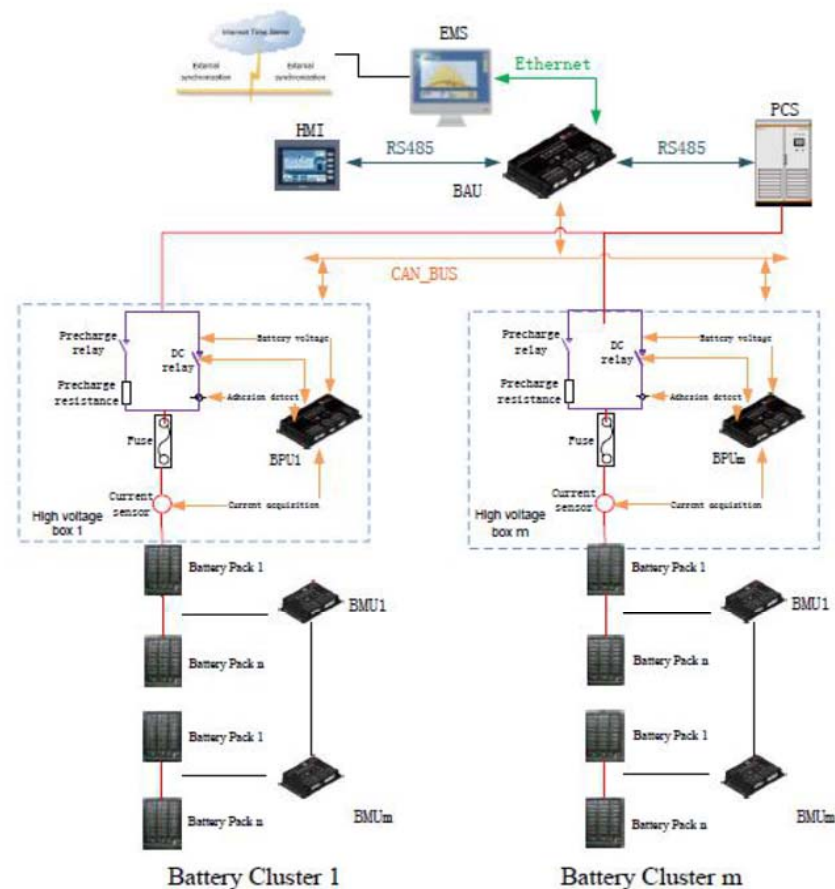 Internet Time Server
External
synchronization
External
synchronization
EMS
Ethernet
HMI
RS485
BAU
RS485
PCS
CAN_BUS
Precharge
relay
DC
relay
Battery voltage
Precharge
resistance
Adhesion detect
Fuse
BPU1
Current
sensor
Current acquisition
High voltage
box 1
Precharge
relay
DC
relay
Battery voltage
Precharge
resistance
Adhesion detect
Fuse
BPUm
Current
sensor
Current acquisition
High voltage
box m
Battery Pack 1
BMU1
Battery Pack n
Battery Pack 1
Battery Pack n
BMUm
Battery Cluster 1
Battery Pack 1
BMU1
Battery Pack n
Battery Pack 1
Battery Pack n
BMUm
Battery Cluster m